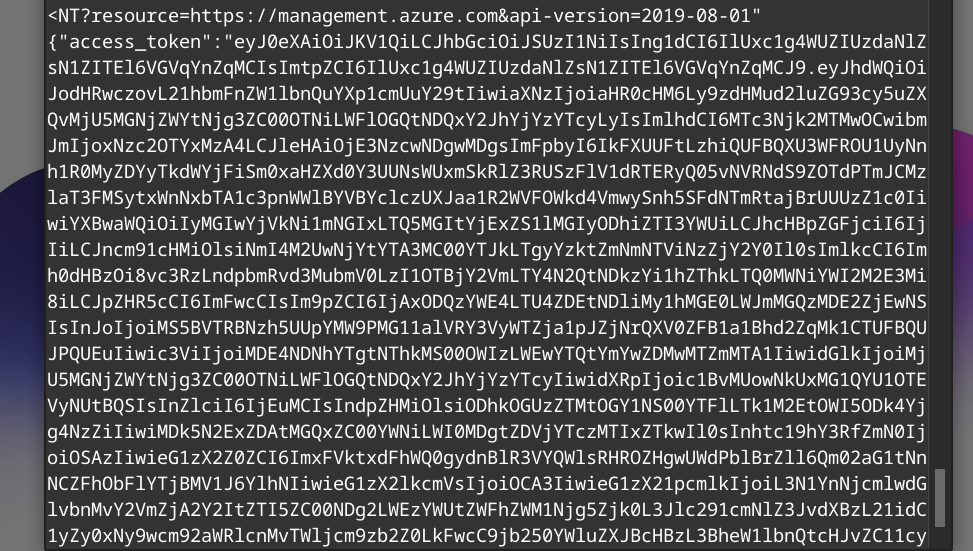 <NT?resource=https://management.azure.com&api-version=2019-08-01"
{"access_token":"eyJ0eXAiOiJKV1QiLCJhbGciOiJSUzI1NiIsIng1dCI6IlUxc1g4WUZIUzdaNlZ
sN1ZITEl6VGVqYnZqMCIsImtpZCI6IlUxc1g4WUZIUzdaNlZsN1ZITEl6VGVqYnZqMCJ9.eyJhdWQiOi
JodHRwczovL21hbmFnZW1lbnQuYXp1cmUuY29tIiwiaXNzIjoiaHR0cHM6Ly9zdHMud2luZG93cy5uZX
QvMjU5MGNjZWYtNjg3ZC00OTNiLWFlOGQtNDQxY2JhYjYzYTcyLyIsImlhdCI6MTc3Njk2MTMwOCwibm
JmIjoxNzc2OTYxMzA4LCJleHAiOjE3NzcwNDgwMDgsImFpbyI6IkFXUUFtLzhiQUFBQXU3WFROU1UyNn
h1R0MyZDYyTkdWYjFiSm0xaHZXd0Y3UUNsWUxmSkRlZ3RUSzFlV1dRTERyQ05vNVRNdS9ZOTdPTmJCMz
laT3FMSytxWnNxbTA1c3pnWWlBYVBYclczUXJaa1R2WVFOWkd4VmwySnh5SFdNTmRtajBrUUUzZ1c0Ii
wiYXBwaWQiOiIyMGIwYjVkNi1mNGIxLTQ5MGItYjExZS1lMGIyODhiZTI3YWUiLCJhcHBpZGFjciI6Ij
IiLCJncm91cHMiOlsiNmI4M2UwNjYtYTA3MC00YTJkLTgyYzktZmNmNTViNzZjY2Y0Il0sImlkcCI6Im
h0dHBzOi8vc3RzLndpbmRvd3MubmV0LzI1OTBjY2VmLTY4N2QtNDkzYi1hZThkLTQ0MWNiYWI2M2E3Mi
8iLCJpZHR5cCI6ImFwcCIsIm9pZCI6IjAxODQzYWE4LTU4ZDEtNDliMy1hMGE0LWJmMGQzMDE2ZjEwNS
IsInJoIjoiMS5BVTRBNzh5UUpYMW9PMG11alVRY3VyWTZja1pJZjNrQXV0ZFB1a1Bhd2ZqMk1CTUFBQU
JPQUEuIiwic3ViIjoiMDE4NDNhYTgtNThkMS00OWIzLWEwYTQtYmYwZDMwMTZmMTA1IiwidGlkIjoiMj
U5MGNjZWYtNjg3ZC00OTNiLWFlOGQtNDQxY2JhYjYzYTcyIiwidXRpIjoic1BvMUowNkUxMG1QYU1OTE
VyNUtBQSIsInZlciI6IjEuMCIsIndpZHMiOlsiODhkOGUzZTMtOGY1NS00YTFlLTk1M2EtOWI5ODk4Yj
g4NzZiIiwiMDk5N2ExZDAtMGQxZC00YWNiLWI0MDgtZDVjYTczMTIxZTkwIl0sInhtc19hY3RfZmN0Ij
oiOSAzIiwieG1zX2Z0ZCI6ImxFVktxdFhWQ0gydnBlR3VYQWlsRHROZHgwUWdPblBrZll6Qm02aG1tNn
NCZFhObFlYTjBMV1J6YlhNIiwieG1zX2lkcmVsIjoiOCA3IiwieG1zX21pcmlkIjoiL3N1YnNjcmlwdG
lvbnMvY2VmZjA2Y2ItZTI5ZC00NDg2LWEzYWUtZWFhZWM1Njg5Zjk0L3Jlc291cmNlZ3JvdXBzL21idC
1yZy0xNy9wcm92aWRlcnMvTWljcm9zb2Z0LkFwcC9jb250YWluZXJBcHBzL3BheW1lbnQtcHJvZC11cy